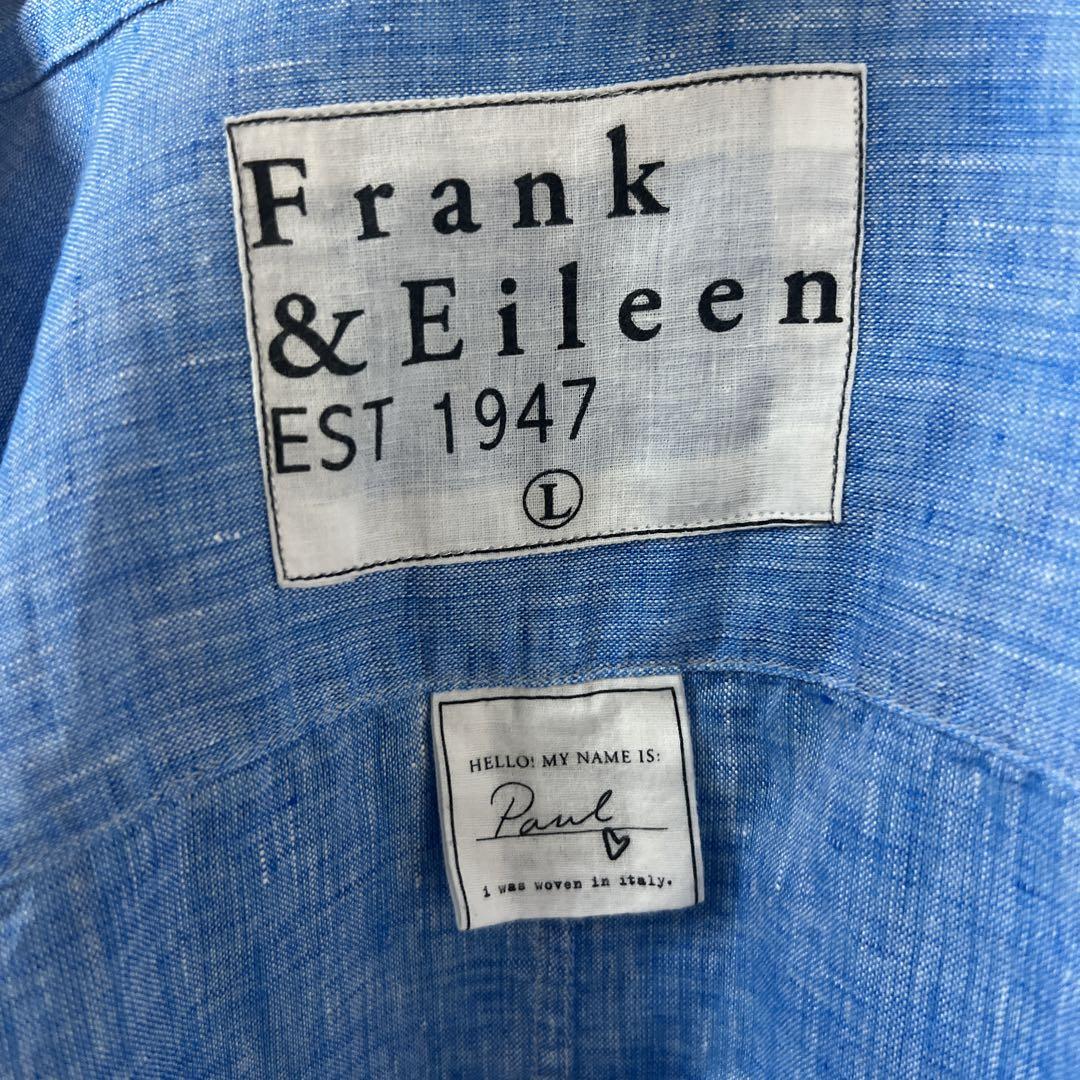 Frank
& Eileen
EST 1947
L
HELLO! MY NAME IS:
Paul
i was woven in italy.